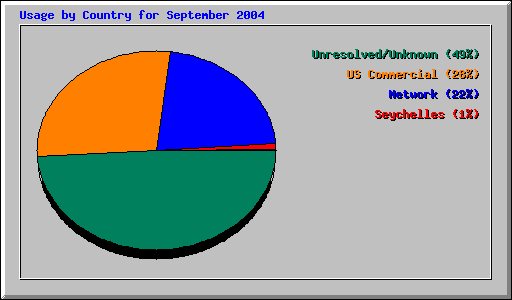 Usage by Country for September 2004
Unresolved/Unknown (49%)
US Commercial (28%)
Network (22%)
Seychelles (1%)